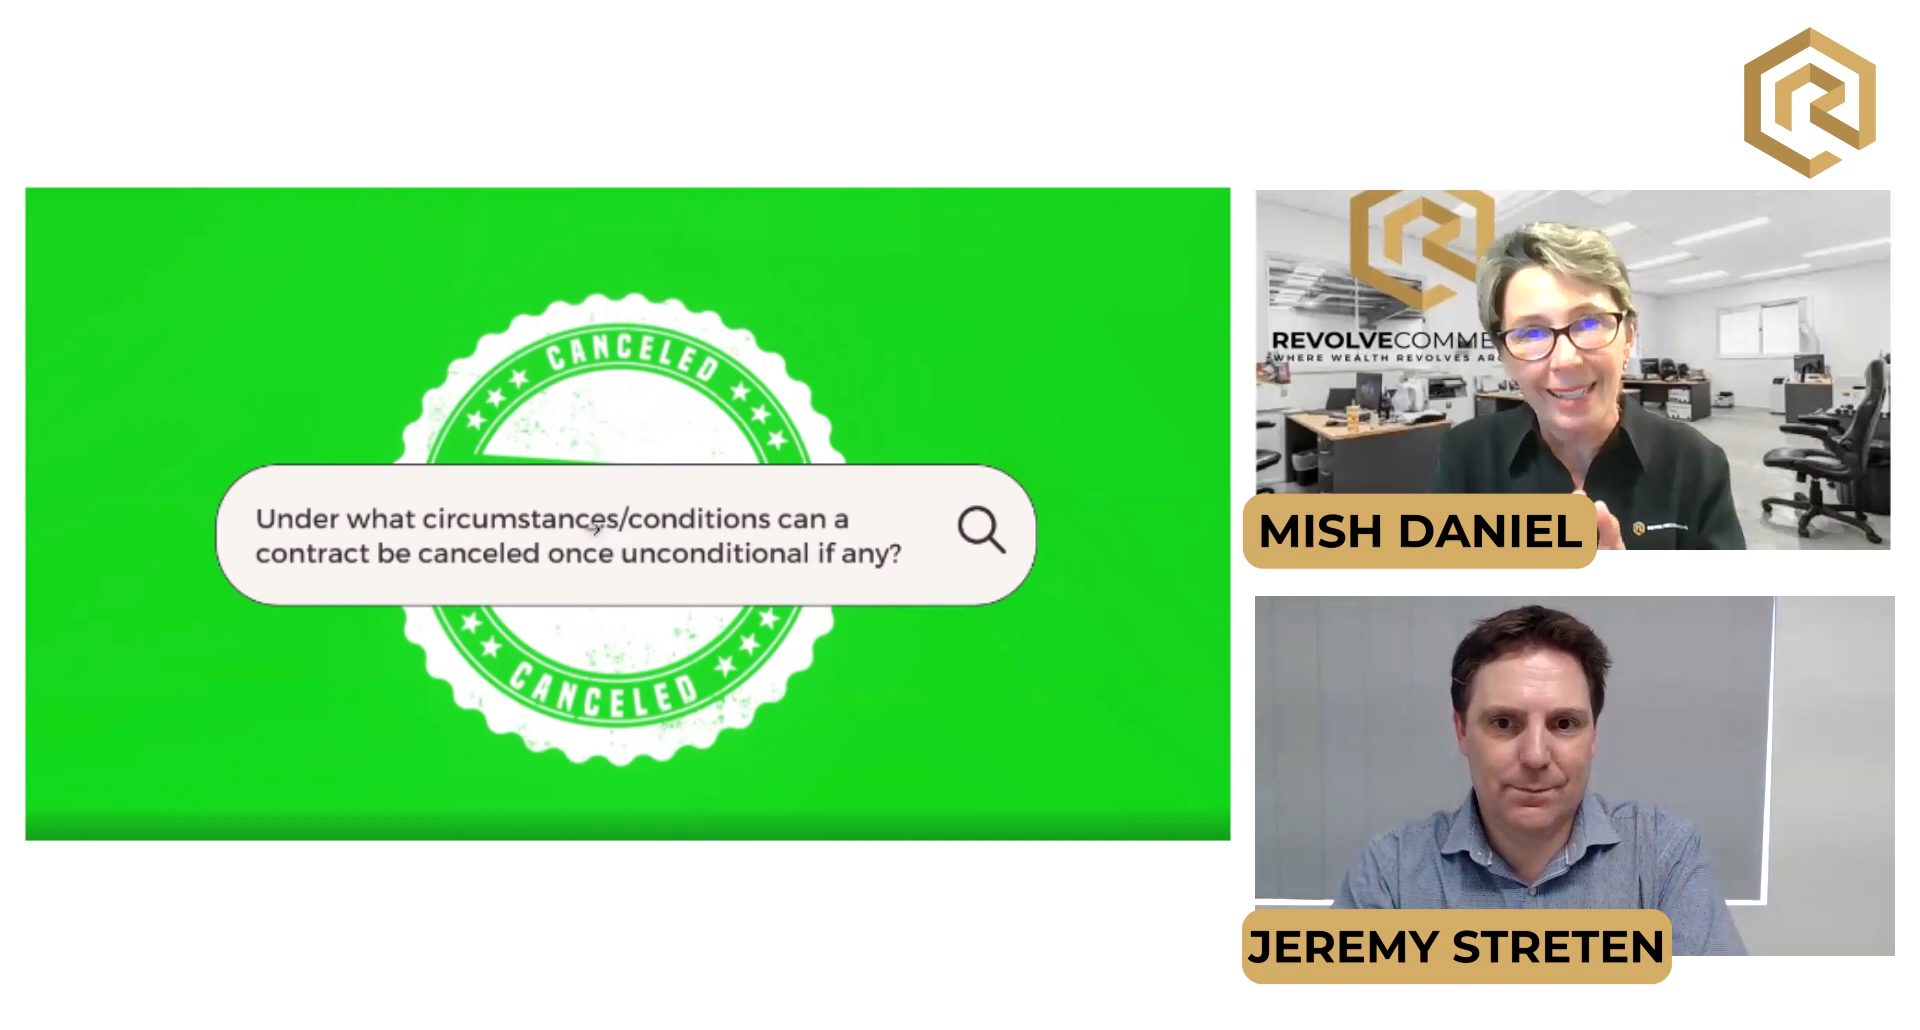 CANCELED
Under what circumstances/conditions can a
contract be canceled once unconditional if any?
CANCELED
REVOLVECOMME
WHERE WEALTH REVOLVES
MISH DANIEL
JEREMY STRETEN